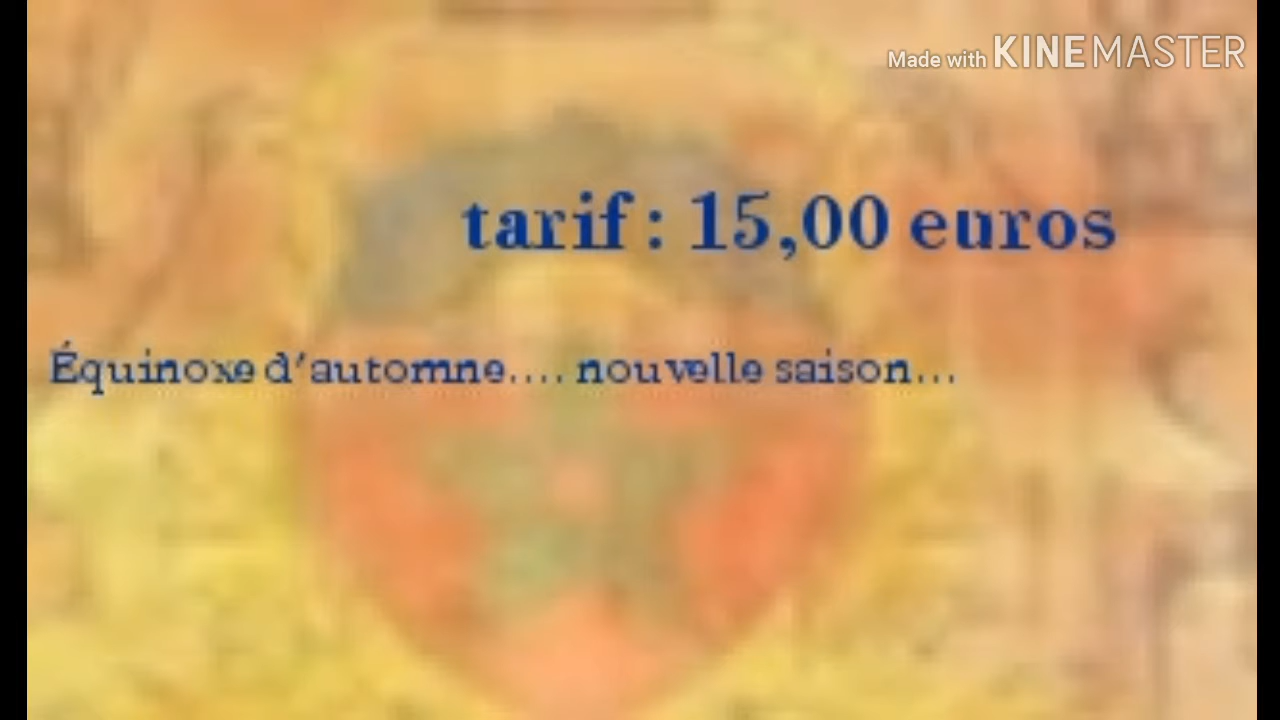 Made with KINEMASTER
tarif : 15,00 euros
Équinoxe d'automne.... nouvelle saison...